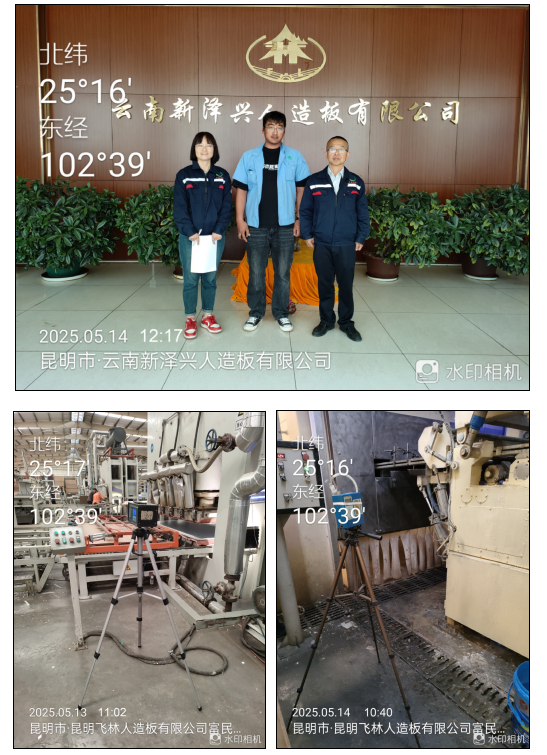 北纬
25°16'
东经
102°39'
云南新泽兴人造板有限公司
2025.05.14 12:17
昆明市·云南新泽兴人造板有限公司
水印相机
北纬
25°17'
东经
102°39'
2025.05.13 11:02
昆明市·昆明飞林人造板有限公司富民...
水印相机
北纬
25°16'
东经
102°39'
2025.05.14 10:40
昆明市·昆明飞林人造板有限公司富民...
水印相机